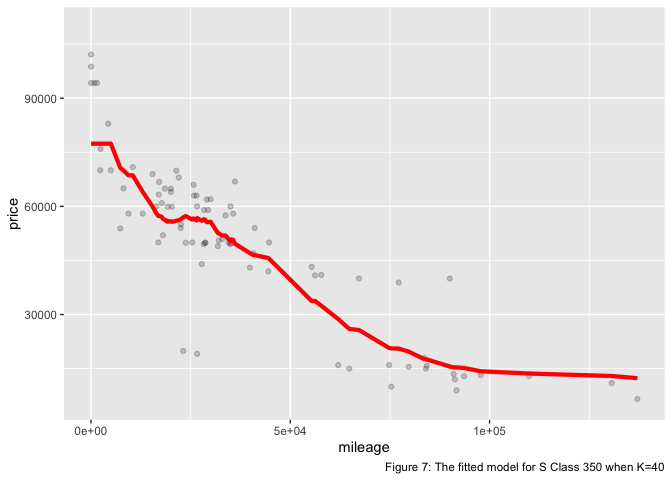 90000
60000
30000
price
0e+00
5e+04
1e+05
mileage
Figure 7: The fitted model for S Class 350 when K=40